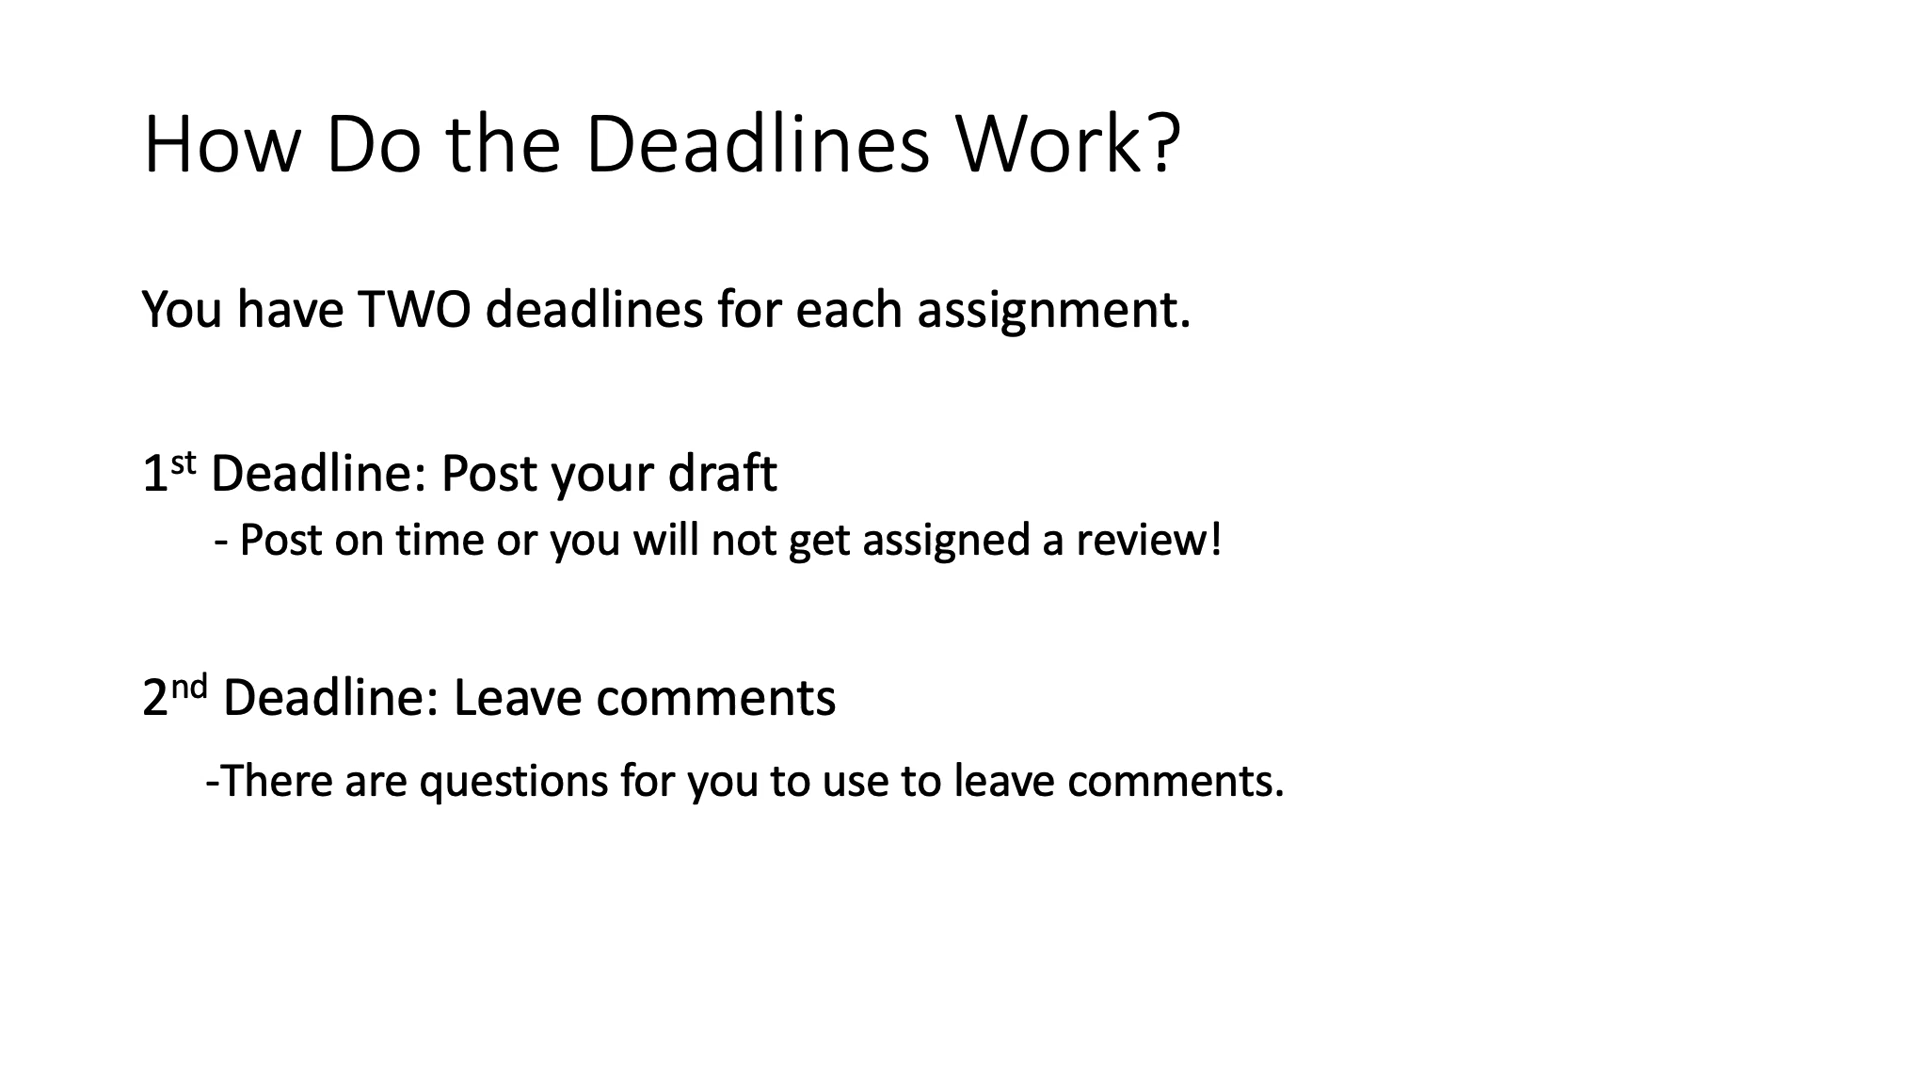 How Do the Deadlines Work?
You have TWO deadlines for each assignment.
1st Deadline: Post your draft
- Post on time or you will not get assigned a review!
2nd Deadline: Leave comments
-There are questions for you to use to leave comments.